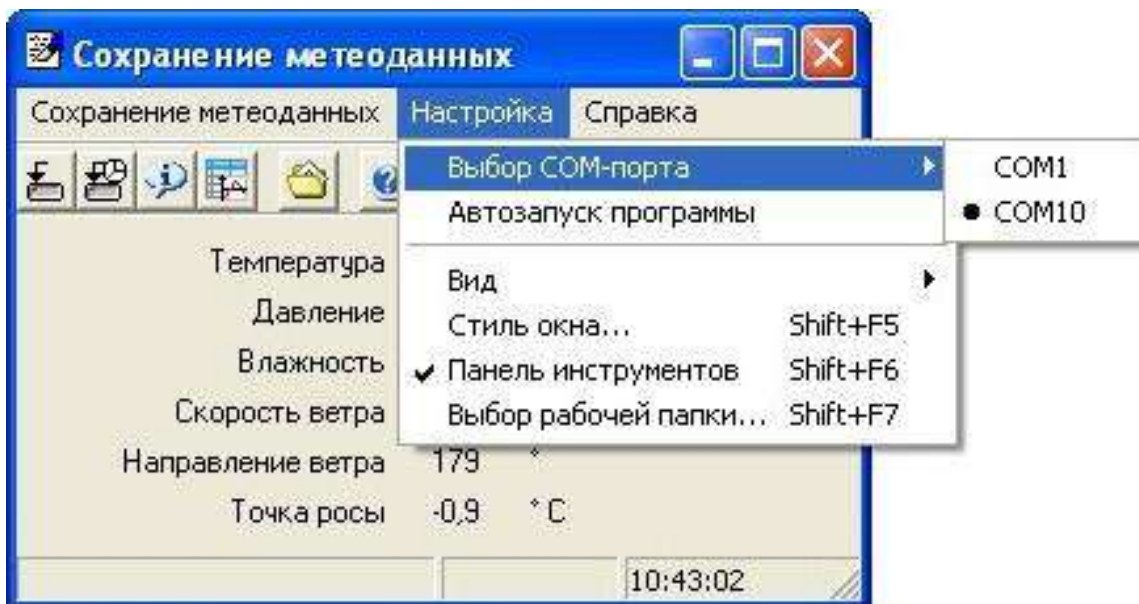 Сохранение метеоданных
Сохранение метеоданных Настройка Справка
Выбор COM-порта
COM1
Автозапуск программы
COM10
Температура
Вид
Давление
Стиль окна... Shift+F5
Влажность
Панель инструментов Shift+F6
Скорость ветра
Выбор рабочей папки... Shift+F7
Направление ветра 179 °
Точка росы -0,9 °C
10:43:02